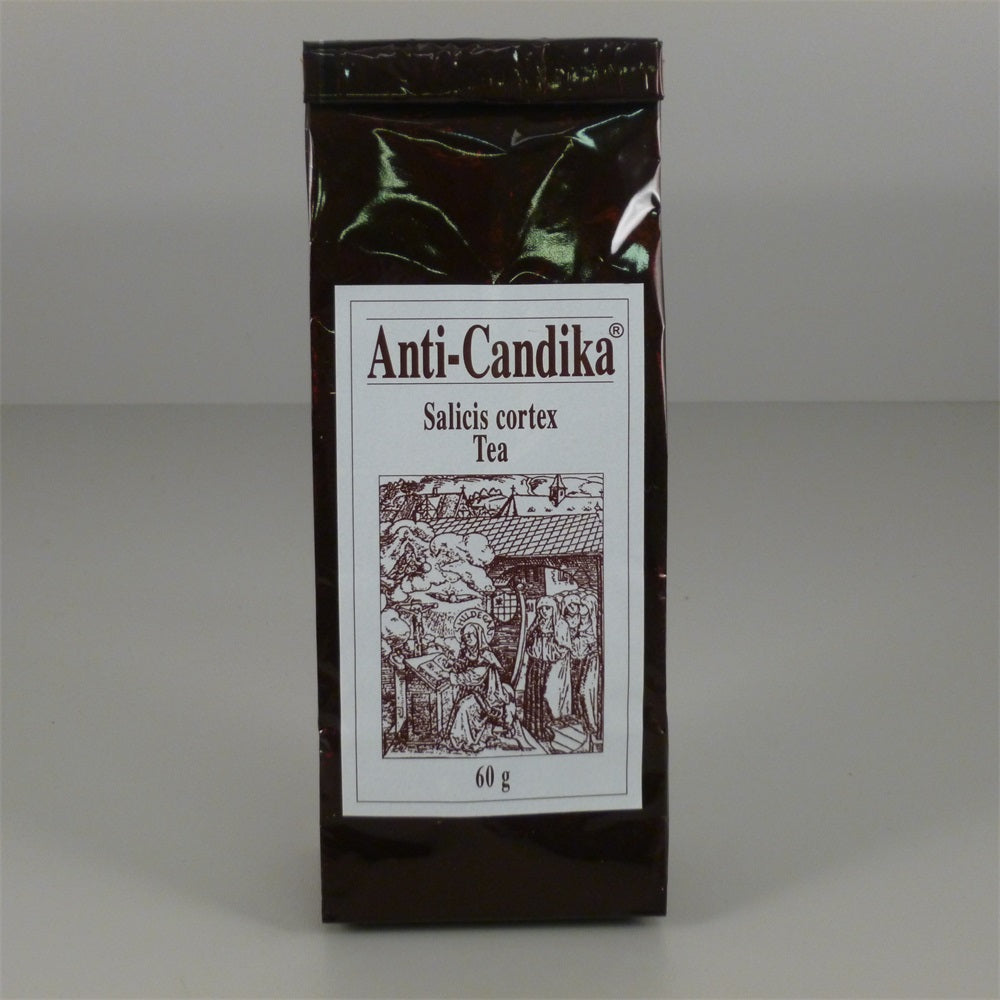 Anti-Candika®
Salicis cortex
Tea
60 g